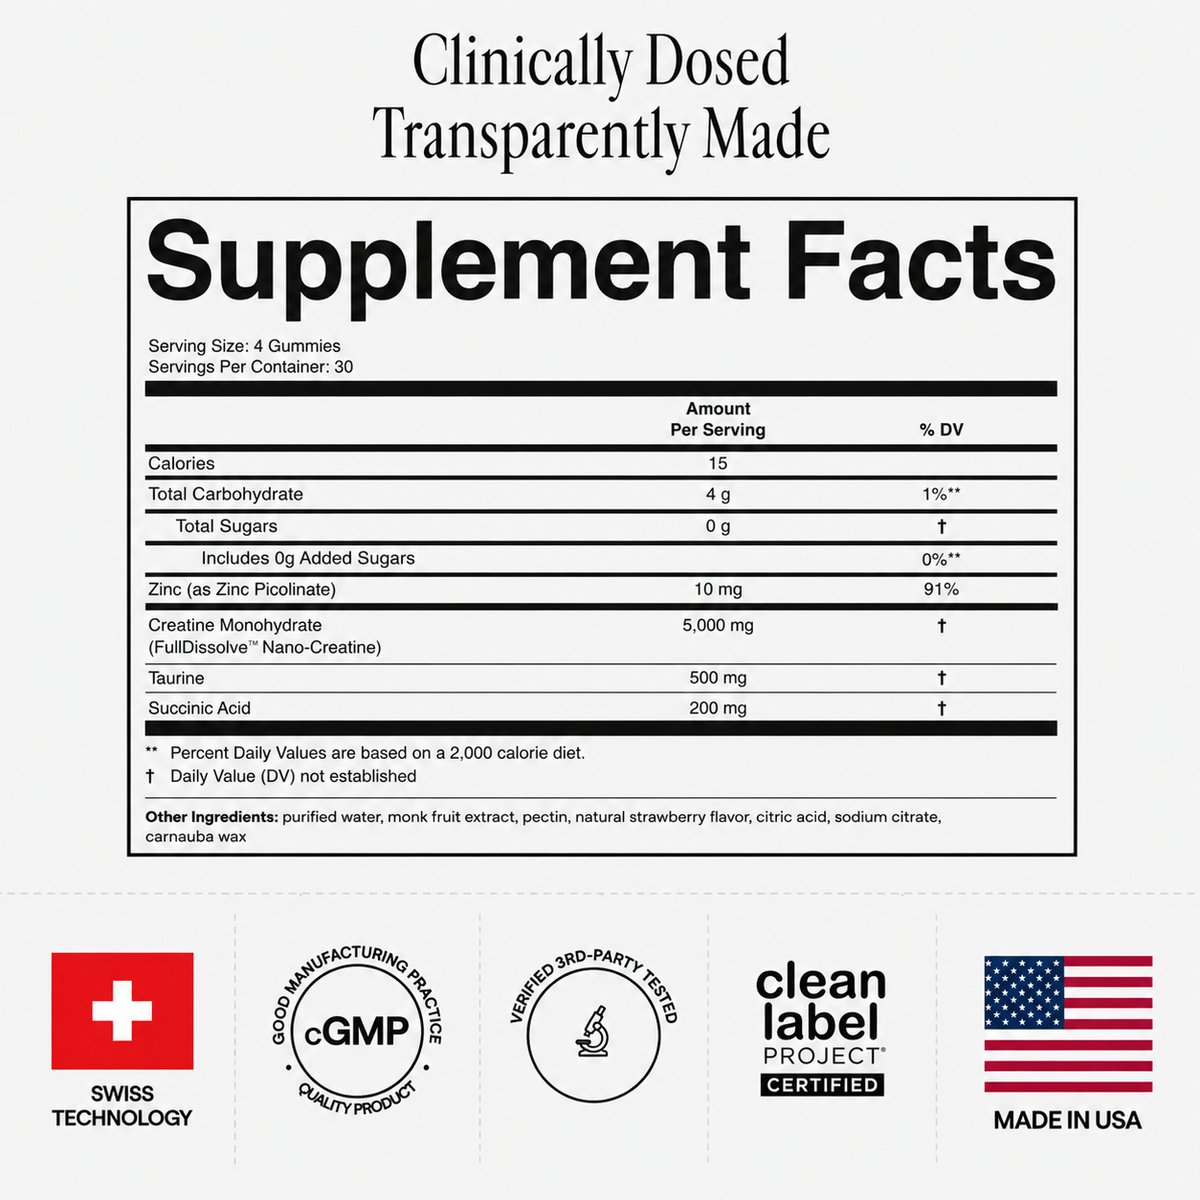 Clinically Dosed
Transparently Made
Supplement Facts
Serving Size: 4 Gummies
Servings Per Container: 30
Amount
Per Serving % DV
Calories 15
Total Carbohydrate 4 g 1%**
Total Sugars 0 g †
Includes 0g Added Sugars 0%**
Zinc (as Zinc Picolinate) 10 mg 91%
Creatine Monohydrate 5,000 mg †
(FullDissolve™ Nano-Creatine)
Taurine 500 mg †
Succinic Acid 200 mg †
** Percent Daily Values are based on a 2,000 calorie diet.
† Daily Value (DV) not established
Other Ingredients: purified water, monk fruit extract, pectin, natural strawberry flavor, citric acid, sodium citrate,
carnauba wax
SWISS
TECHNOLOGY
GOOD MANUFACTURING PRACTICE
cGMP
• QUALITY PRODUCT •
VERIFIED 3RD-PARTY TESTED
clean
label
PROJECT®
CERTIFIED
MADE IN USA